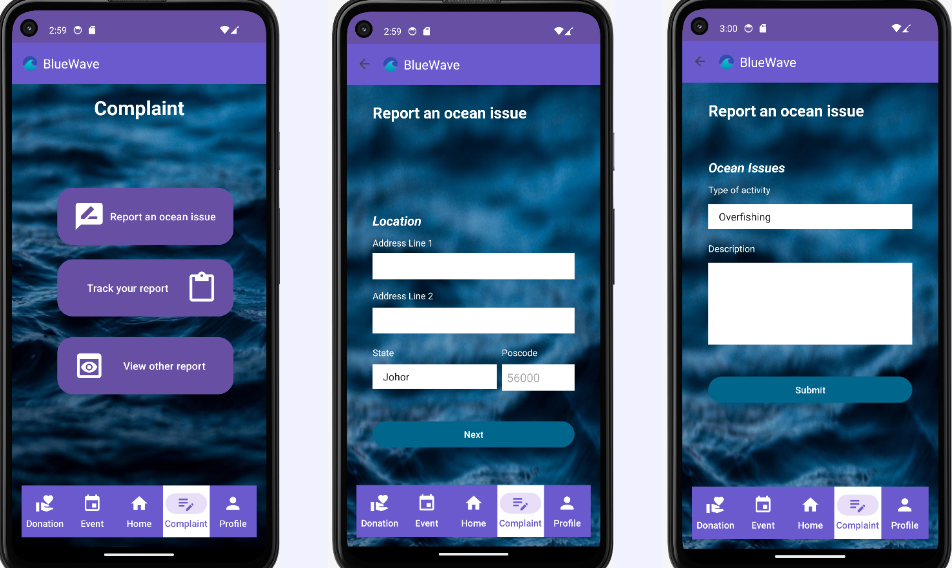 2:59
BlueWave
Complaint
Report an ocean issue
Track your report
View other report
Donation Event Home Complaint Profile
2:59
BlueWave
Report an ocean issue
Location
Address Line 1
Address Line 2
State Poscode
Johor 56000
Next
Donation Event Home Complaint Profile
3:00
BlueWave
Report an ocean issue
Ocean Issues
Type of activity
Overfishing
Description
Submit
Donation Event Home Complaint Profile